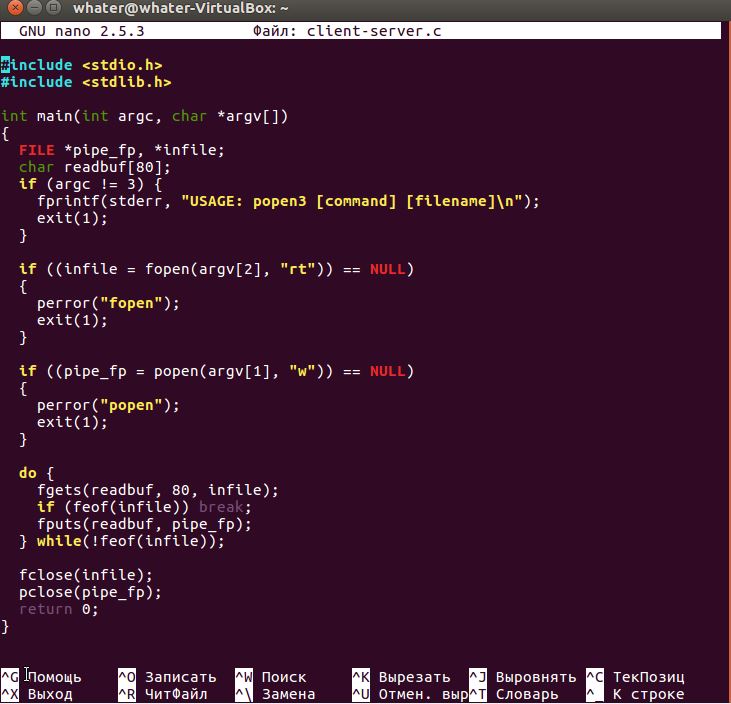 whater@whater-VirtualBox: ~
GNU nano 2.5.3 Файл: client-server.c
#include <stdio.h>
#include <stdlib.h>
int main(int argc, char *argv[])
{
  FILE *pipe_fp, *infile;
  char readbuf[80];
  if (argc != 3) {
    fprintf(stderr, "USAGE: popen3 [command] [filename]\n");
    exit(1);
  }
  if ((infile = fopen(argv[2], "rt")) == NULL)
  {
    perror("fopen");
    exit(1);
  }
  if ((pipe_fp = popen(argv[1], "w")) == NULL)
  {
    perror("popen");
    exit(1);
  }
  do {
    fgets(readbuf, 80, infile);
    if (feof(infile)) break;
    fputs(readbuf, pipe_fp);
  } while(!feof(infile));
  fclose(infile);
  pclose(pipe_fp);
  return 0;
}
^G Помощь ^O Записать ^W Поиск ^K Вырезать ^J Выровнять ^C ТекПозиц
^X Выход ^R ЧитФайл ^\ Замена ^U Отмен. выр ^T Словарь ^_ К строке